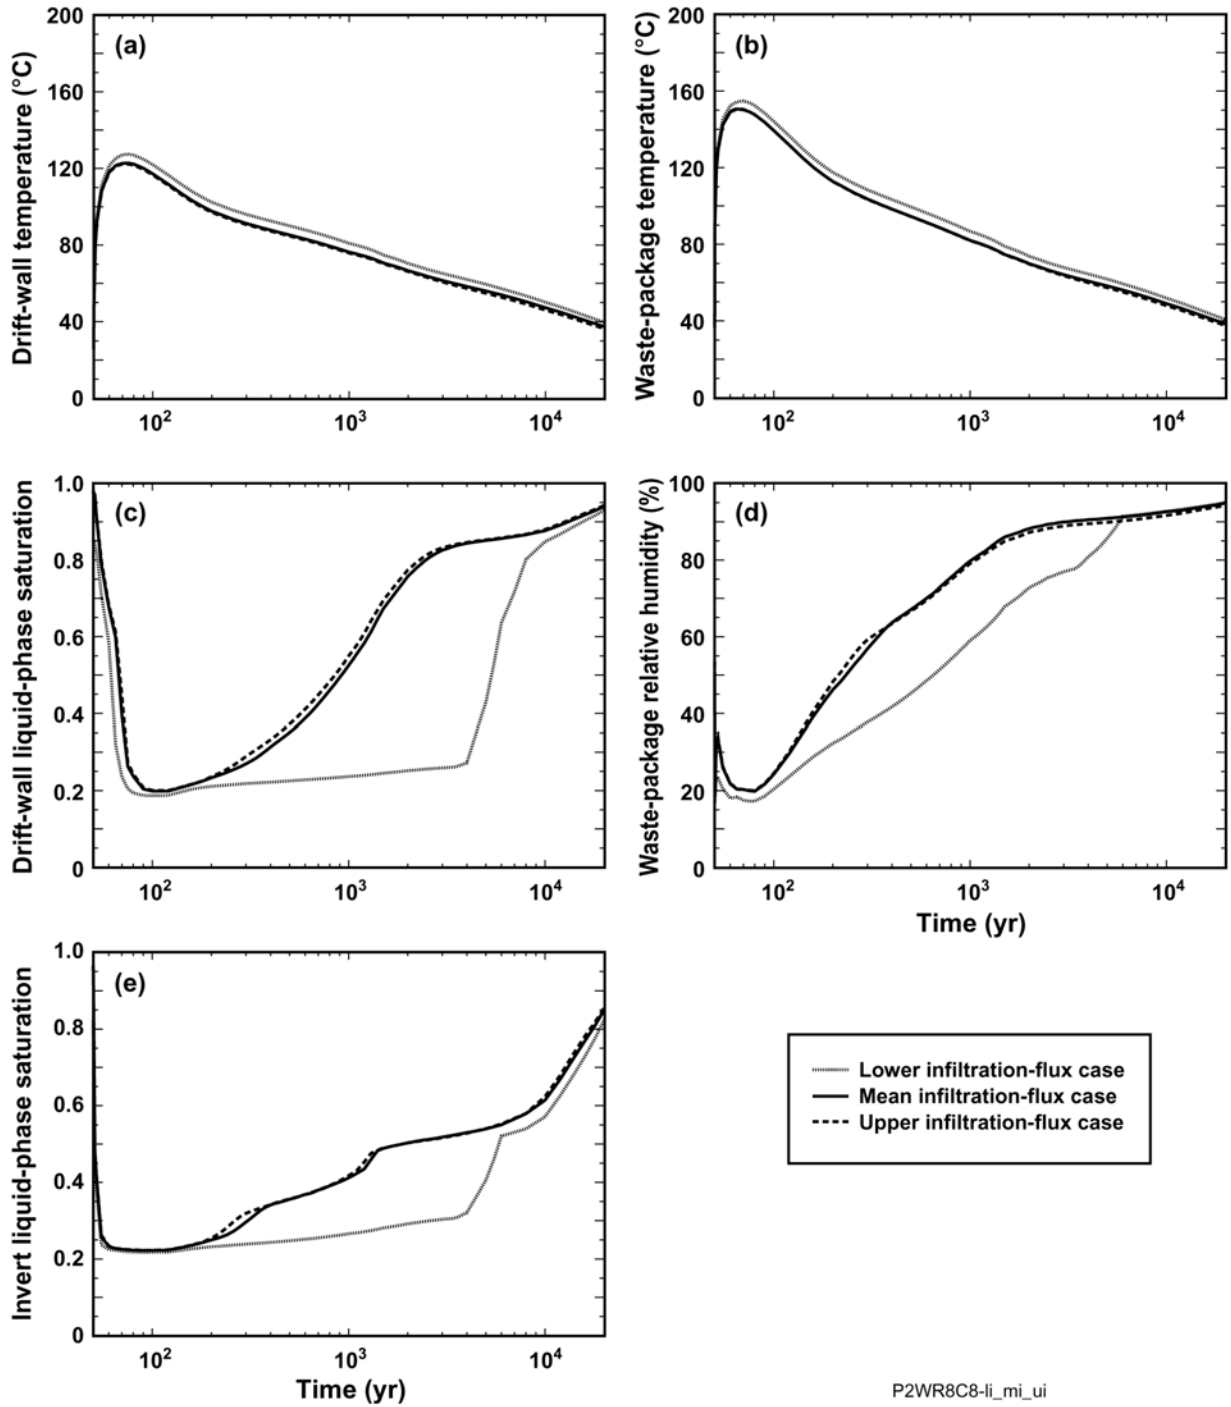 (a)
Drift-wall temperature (°C)
200
160
120
80
40
0
10²
10³
10⁴
(b)
Waste-package temperature (°C)
200
160
120
80
40
0
10²
10³
10⁴
(c)
Drift-wall liquid-phase saturation
1.0
0.8
0.6
0.4
0.2
0
10²
10³
10⁴
(d)
Waste-package relative humidity (%)
100
80
60
40
20
0
10²
10³
10⁴
Time (yr)
(e)
Invert liquid-phase saturation
1.0
0.8
0.6
0.4
0.2
0
10²
10³
10⁴
Time (yr)
Lower infiltration-flux case
Mean infiltration-flux case
Upper infiltration-flux case
P2WR8C8-li_mi_ui